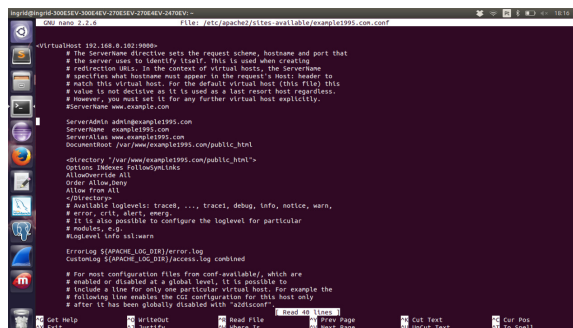 ingrid@ingrid-300E5EV-300E4EV-270E5EV-270E4EV-2470EV: ~ 18:16
GNU nano 2.2.6 File: /etc/apache2/sites-available/example1995.com.conf
<VirtualHost 192.168.0.102:9000>
# The ServerName directive sets the request scheme, hostname and port that
# the server uses to identify itself. This is used when creating
# redirection URLs. In the context of virtual hosts, the ServerName
# specifies what hostname must appear in the request's Host: header to
# match this virtual host. For the default virtual host (this file) this
# value is not decisive as it is used as a last resort host regardless.
# However, you must set it for any further virtual host explicitly.
#ServerName www.example.com
ServerAdmin admin@example1995.com
ServerName example1995.com
ServerAlias www.example1995.com
DocumentRoot /var/www/example1995.com/public_html
<Directory "/var/www/example1995.com/public_html">
Options INdexes FollowSymLinks
AllowOverride All
Order Allow,Deny
Allow from All
</Directory>
# Available loglevels: trace8, ..., trace1, debug, info, notice, warn,
# error, crit, alert, emerg.
# It is also possible to configure the loglevel for particular
# modules, e.g.
#LogLevel info ssl:warn
ErrorLog ${APACHE_LOG_DIR}/error.log
CustomLog ${APACHE_LOG_DIR}/access.log combined
# For most configuration files from conf-available/, which are
# enabled or disabled at a global level, it is possible to
# include a line for only one particular virtual host. For example the
# following line enables the CGI configuration for this host only
# after it has been globally disabled with "a2disconf".
[ Read 40 lines ]
^G Get Help ^O WriteOut ^R Read File ^Y Prev Page ^K Cut Text ^C Cur Pos
^X Exit ^J Justify ^W Where Is ^V Next Page ^U UnCut Text ^T To Spell